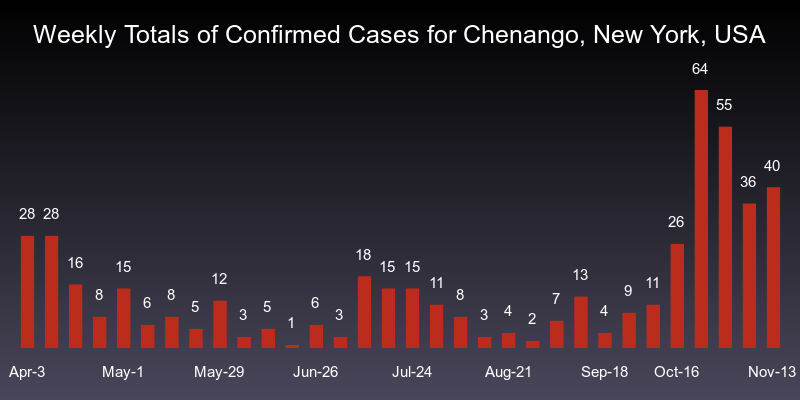 Weekly Totals of Confirmed Cases for Chenango, New York, USA
28 28 16 8 15 6 8 5 12 3 5 1 6 3 18 15 15 11 8 3 4 2 7 13 4 9 11 26 64 55 36 40
Apr-3 May-1 May-29 Jun-26 Jul-24 Aug-21 Sep-18 Oct-16 Nov-13